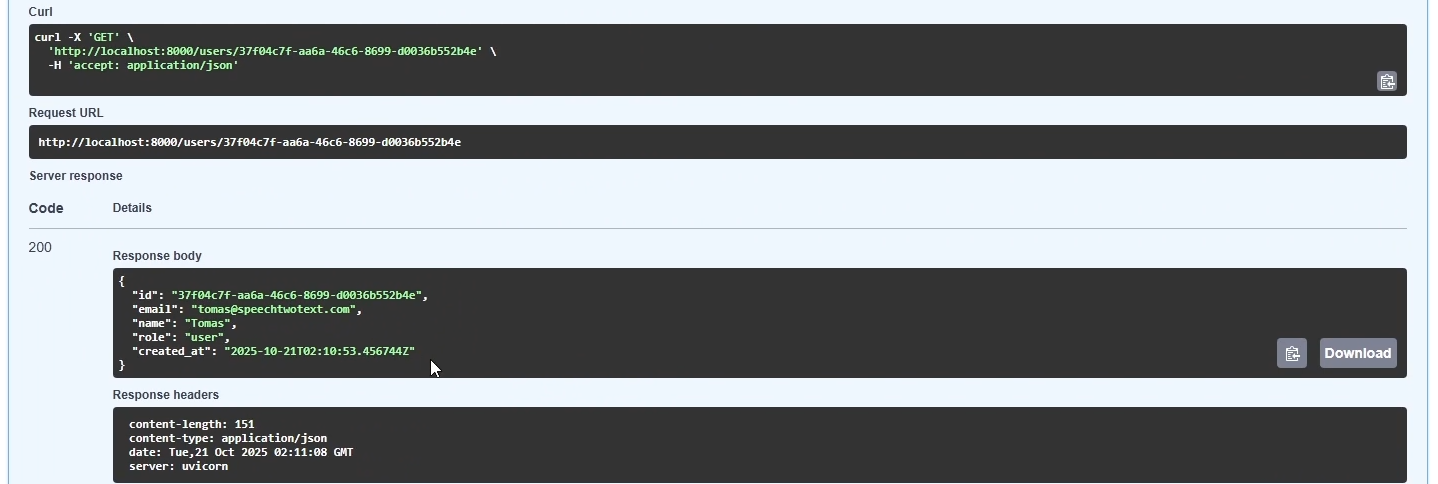 Curl
curl -X 'GET' \
  'http://localhost:8000/users/37f04c7f-aa6a-46c6-8699-d0036b552b4e' \
  -H 'accept: application/json'
Request URL
http://localhost:8000/users/37f04c7f-aa6a-46c6-8699-d0036b552b4e
Server response
Code Details
200
Response body
{
  "id": "37f04c7f-aa6a-46c6-8699-d0036b552b4e",
  "email": "tomas@speechtwotext.com",
  "name": "Tomas",
  "role": "user",
  "created_at": "2025-10-21T02:10:53.456744Z"
}
Download
Response headers
content-length: 151
content-type: application/json
date: Tue,21 Oct 2025 02:11:08 GMT
server: uvicorn